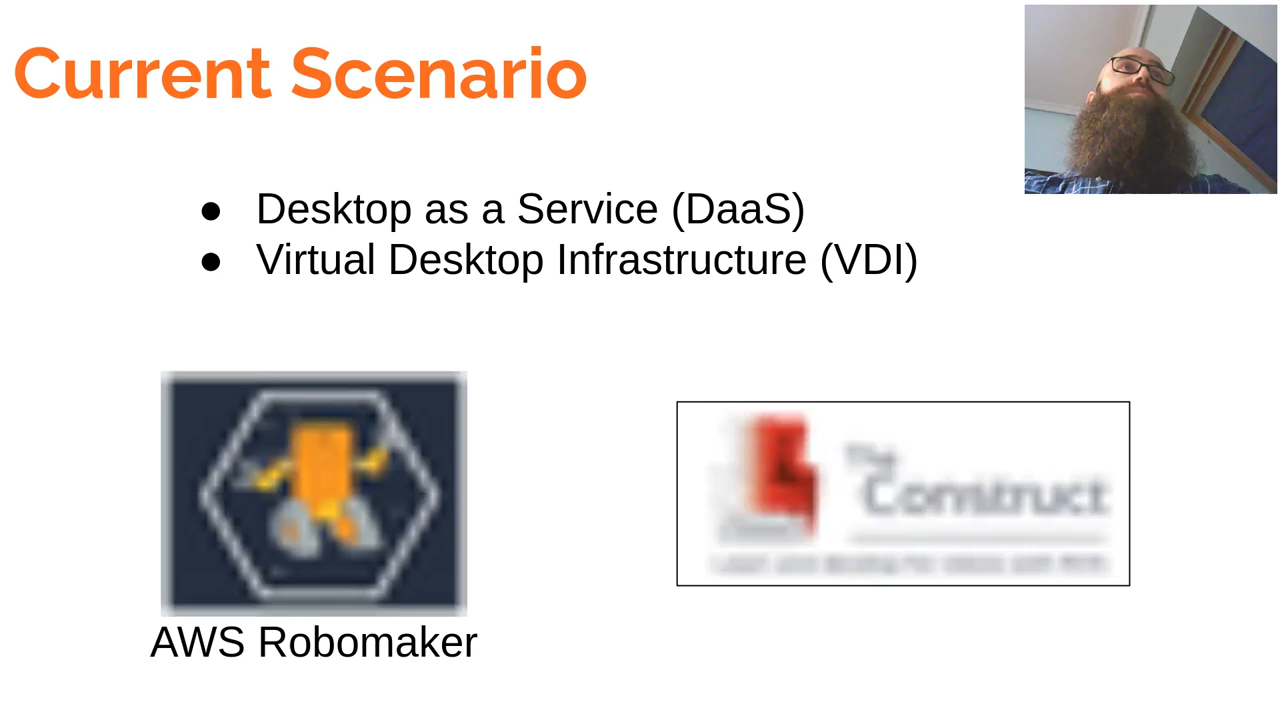 Current Scenario
● Desktop as a Service (DaaS)
● Virtual Desktop Infrastructure (VDI)
The
Construct
AWS Robomaker